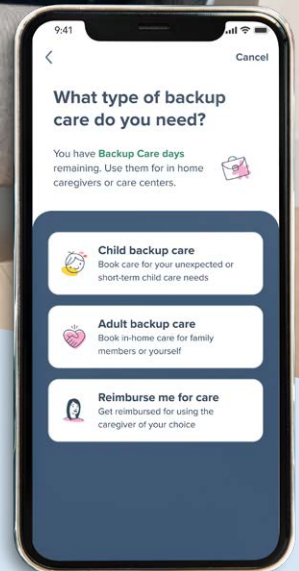 9:41
Cancel
What type of backup
care do you need?
You have Backup Care days
remaining. Use them for in home
caregivers or care centers.
Child backup care
Book care for your unexpected or
short-term child care needs
Adult backup care
Book in-home care for family
members or yourself
Reimburse me for care
Get reimbursed for using the
caregiver of your choice